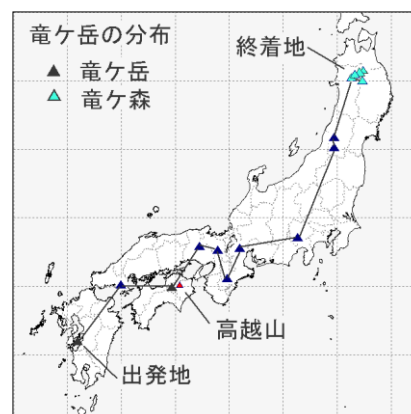 竜ケ岳の分布
竜ケ岳
竜ケ森
終着地
高越山
出発地